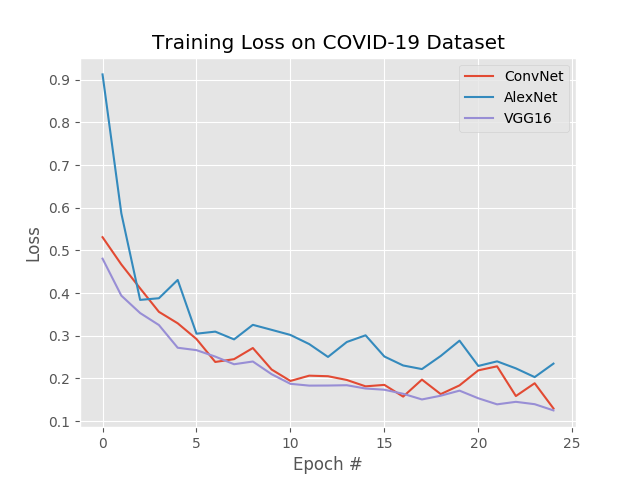 Training Loss on COVID-19 Dataset
ConvNet
AlexNet
VGG16
Loss
0.9
0.8
0.7
0.6
0.5
0.4
0.3
0.2
0.1
0 5 10 15 20 25
Epoch #